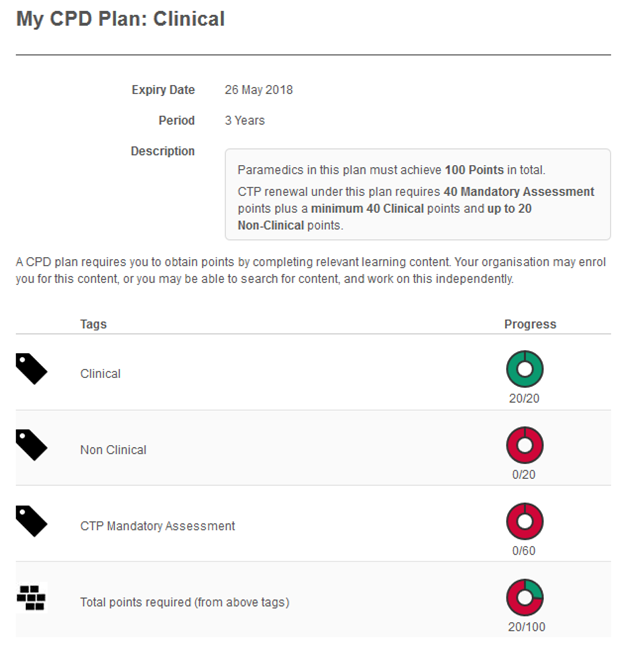 My CPD Plan: Clinical
Expiry Date 26 May 2018
Period 3 Years
Description
Paramedics in this plan must achieve 100 Points in total.
CTP renewal under this plan requires 40 Mandatory Assessment
points plus a minimum 40 Clinical points and up to 20
Non-Clinical points.
A CPD plan requires you to obtain points by completing relevant learning content. Your organisation may enrol
you for this content, or you may be able to search for content, and work on this independently.
Tags Progress
Clinical
20/20
Non Clinical
0/20
CTP Mandatory Assessment
0/60
Total points required (from above tags)
20/100